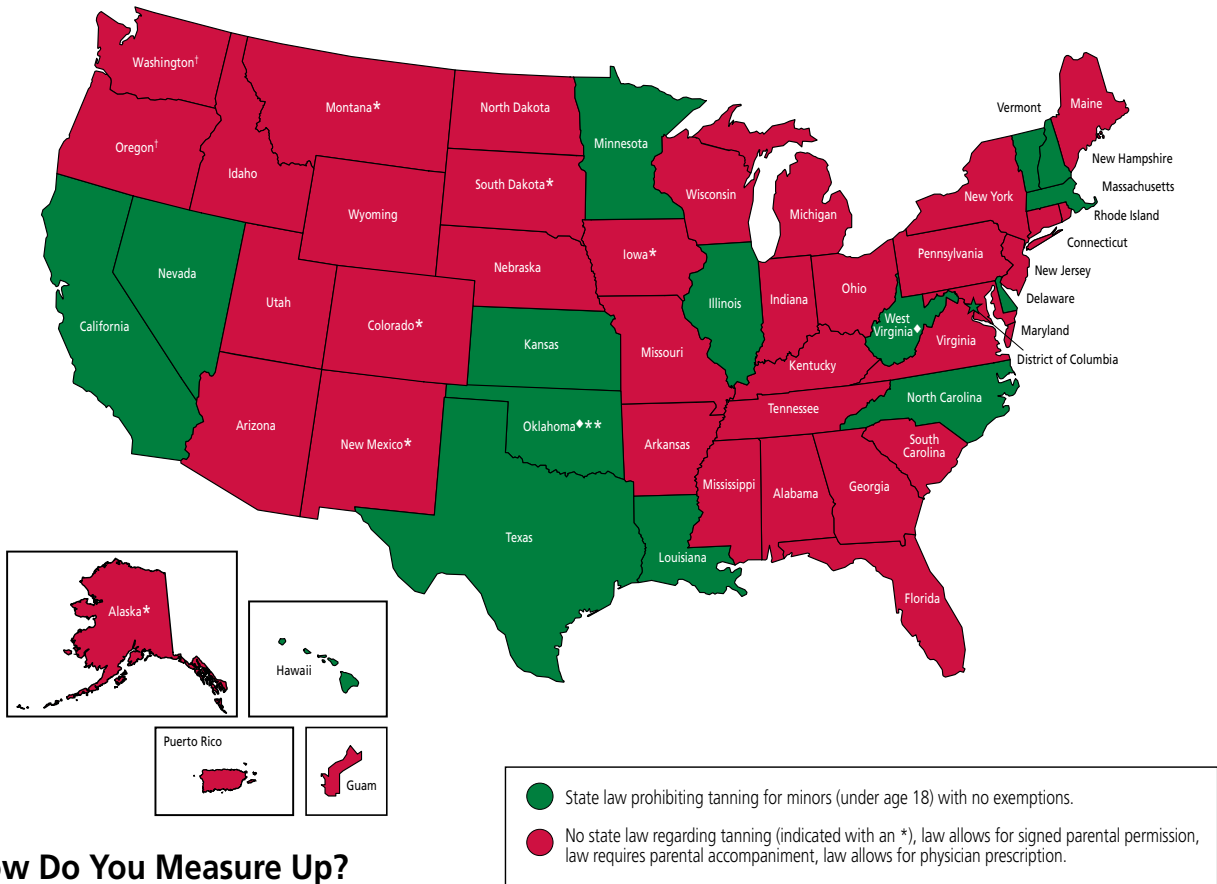 Washington†
Montana*
North Dakota
Minnesota
Vermont
Maine
Oregon†
Idaho
South Dakota*
Wisconsin
Michigan
New York
New Hampshire
Massachusetts
Rhode Island
Connecticut
Wyoming
Nebraska
Iowa*
Pennsylvania
New Jersey
Nevada
Utah
Colorado*
Illinois
Indiana
Ohio
Delaware
California
Kansas
Missouri
West
Virginia♦
Virginia
Maryland
District of Columbia
Kentucky
Arizona
New Mexico*
Oklahoma♦**
Arkansas
Tennessee
North Carolina
South
Carolina
Texas
Louisiana
Mississippi
Alabama
Georgia
Florida
Alaska*
Hawaii
Puerto Rico
Guam
State law prohibiting tanning for minors (under age 18) with no exemptions.
No state law regarding tanning (indicated with an *), law allows for signed parental permission,
law requires parental accompaniment, law allows for physician prescription.
ow Do You Measure Up?